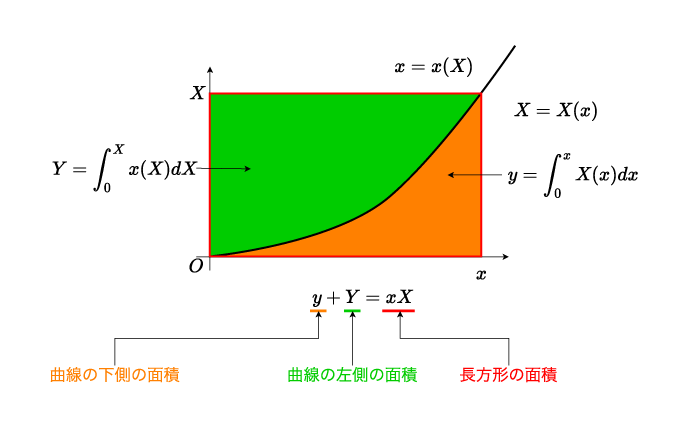 x = x(X)
X
X = X(x)
Y = ∫₀^X x(X)dX
y = ∫₀^x X(x)dx
O
x
y + Y = xX
曲線の下側の面積
曲線の左側の面積
長方形の面積